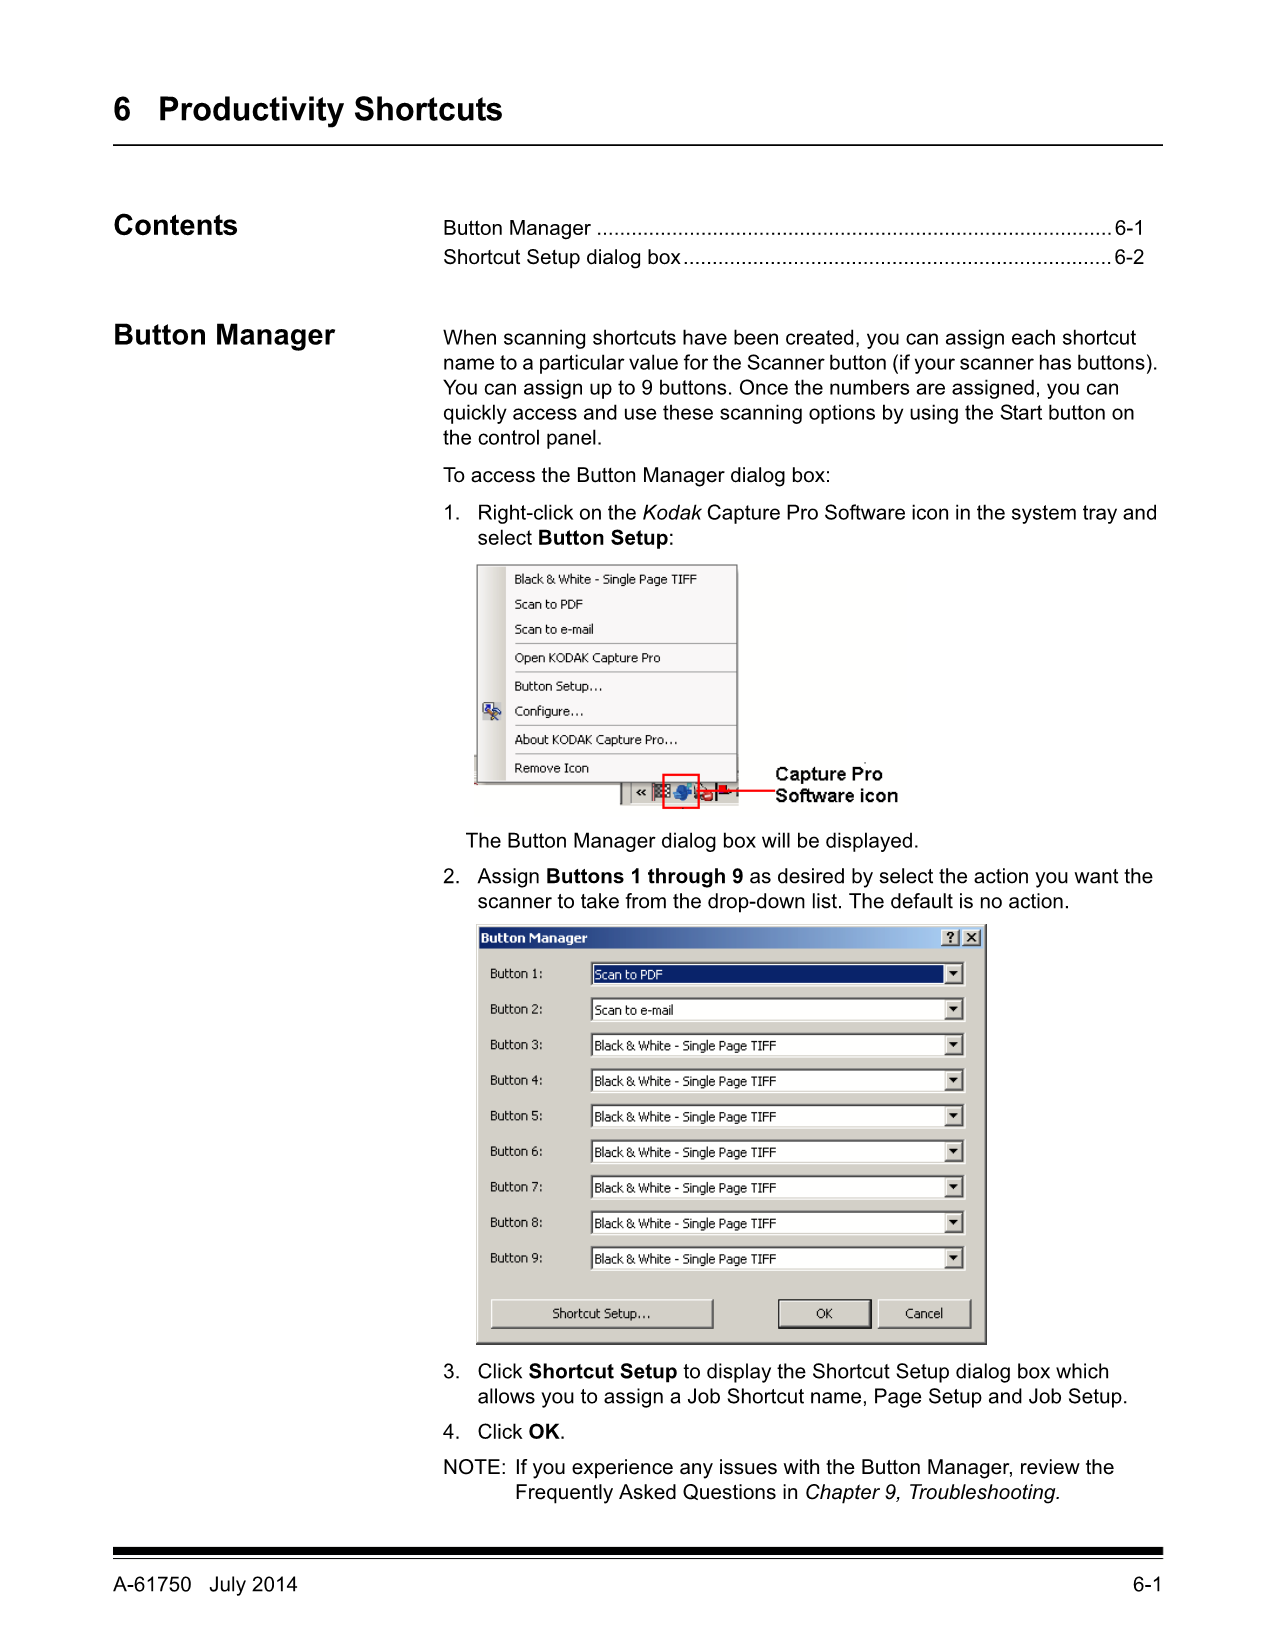 6 Productivity Shortcuts
Contents
Button Manager ......................................................................................... 6-1
Shortcut Setup dialog box.......................................................................... 6-2
Button Manager
When scanning shortcuts have been created, you can assign each shortcut
name to a particular value for the Scanner button (if your scanner has buttons).
You can assign up to 9 buttons. Once the numbers are assigned, you can
quickly access and use these scanning options by using the Start button on
the control panel.
To access the Button Manager dialog box:
1. Right-click on the Kodak Capture Pro Software icon in the system tray and
select Button Setup:
Black & White - Single Page TIFF
Scan to PDF
Scan to e-mail
Open KODAK Capture Pro
Button Setup...
Configure...
About KODAK Capture Pro...
Remove Icon
«
Capture Pro
Software icon
The Button Manager dialog box will be displayed.
2. Assign Buttons 1 through 9 as desired by select the action you want the
scanner to take from the drop-down list. The default is no action.
Button Manager ? X
Button 1: Scan to PDF
Button 2: Scan to e-mail
Button 3: Black & White - Single Page TIFF
Button 4: Black & White - Single Page TIFF
Button 5: Black & White - Single Page TIFF
Button 6: Black & White - Single Page TIFF
Button 7: Black & White - Single Page TIFF
Button 8: Black & White - Single Page TIFF
Button 9: Black & White - Single Page TIFF
Shortcut Setup... OK Cancel
3. Click Shortcut Setup to display the Shortcut Setup dialog box which
allows you to assign a Job Shortcut name, Page Setup and Job Setup.
4. Click OK.
NOTE: If you experience any issues with the Button Manager, review the
Frequently Asked Questions in Chapter 9, Troubleshooting.
A-61750 July 2014 6-1